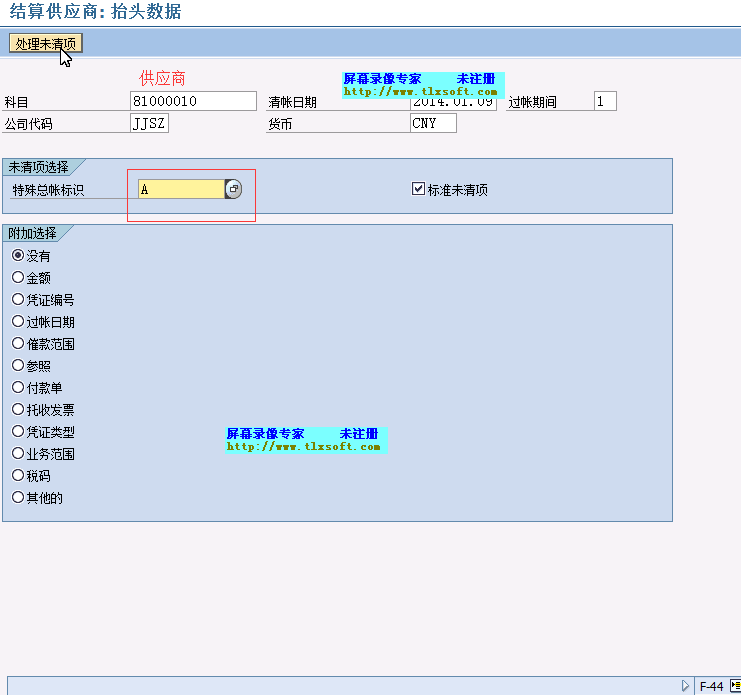 结算供应商: 抬头数据
处理未清项
供应商
屏幕录像专家 未注册
http://www.tlxsoft.com
科目 81000010 清帐日期 2014.01.09 过帐期间 1
公司代码 JJSZ 货币 CNY
未清项选择
特殊总帐标识 A 标准未清项
附加选择
没有
金额
凭证编号
过帐日期
催款范围
参照
付款单
托收发票
凭证类型
屏幕录像专家 未注册
http://www.tlxsoft.com
业务范围
税码
其他的
F-44